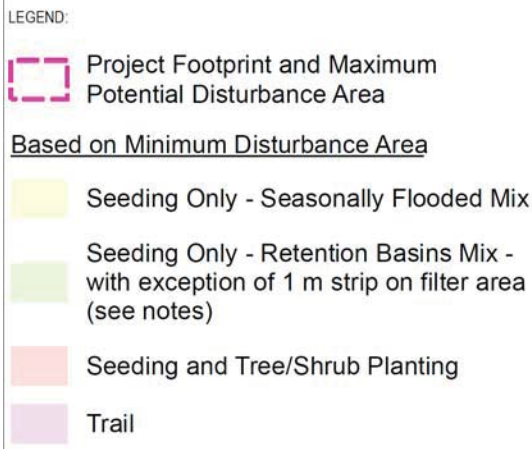 LEGEND:
Project Footprint and Maximum
Potential Disturbance Area
Based on Minimum Disturbance Area
Seeding Only - Seasonally Flooded Mix
Seeding Only - Retention Basins Mix -
with exception of 1 m strip on filter area
(see notes)
Seeding and Tree/Shrub Planting
Trail